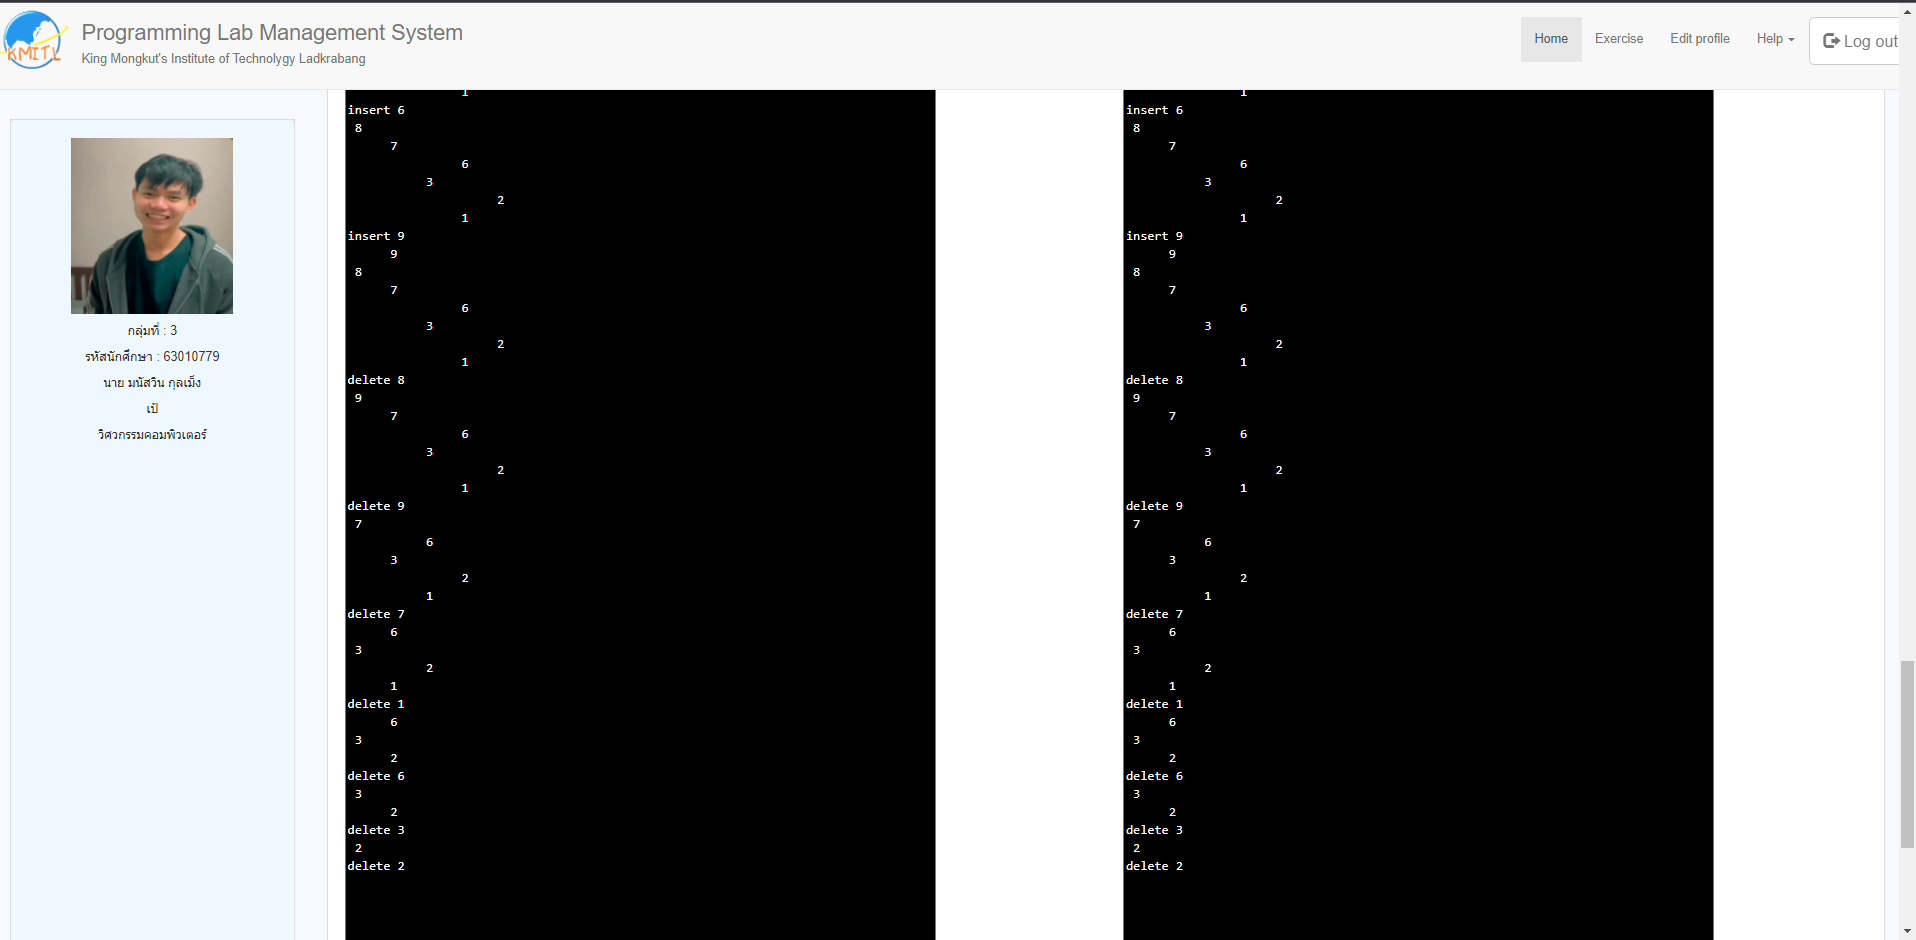 KMITL
Programming Lab Management System
King Mongkut's Institute of Technolygy Ladkrabang
Home Exercise Edit profile Help Log out
กลุ่มที่ : 3
รหัสนักศึกษา : 63010779
นาย มนัสวิน กุลเม็ง
เป้
วิศวกรรมคอมพิวเตอร์
1
insert 6
8
7
6
3
2
1
insert 9
9
8
7
6
3
2
1
delete 8
9
7
6
3
2
1
delete 9
7
6
3
2
1
delete 7
6
3
2
1
delete 1
6
3
2
delete 6
3
2
delete 3
2
delete 2
1
insert 6
8
7
6
3
2
1
insert 9
9
8
7
6
3
2
1
delete 8
9
7
6
3
2
1
delete 9
7
6
3
2
1
delete 7
6
3
2
1
delete 1
6
3
2
delete 6
3
2
delete 3
2
delete 2